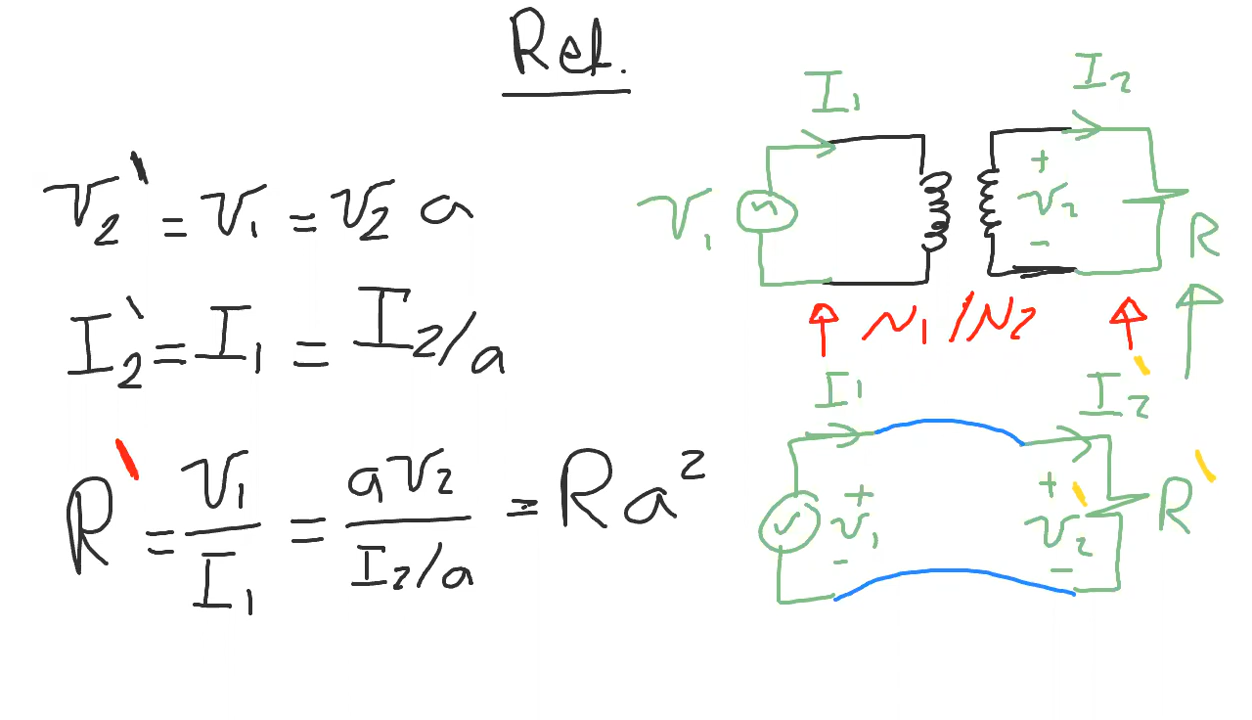 Ref.
V2` = V1 = V2 a
I2` = I1 = I2/a
R` = V1/I1 = aV2/(I2/a) = Ra²
I1
I2
V1
+
V2
-
R
N1/N2
I1
I2`
+
V1
-
+
V2`
-
R`